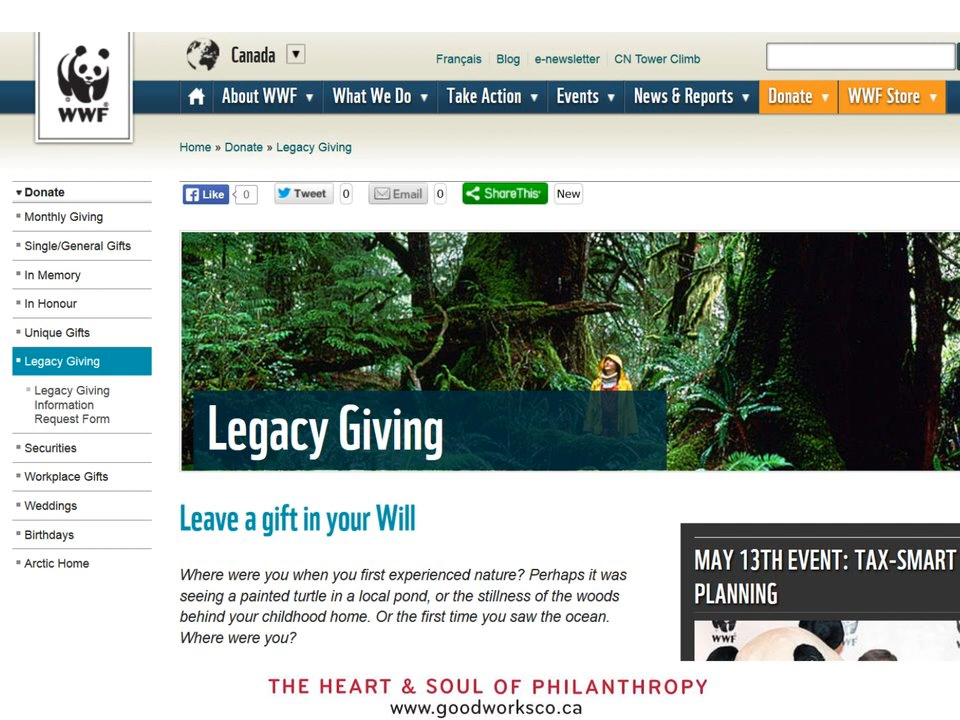 Canada
Français Blog e-newsletter CN Tower Climb
WWF
About WWF What We Do Take Action Events News & Reports Donate WWF Store
Home » Donate » Legacy Giving
Like 0 Tweet 0 Email 0 ShareThis New
Donate
Monthly Giving
Single/General Gifts
In Memory
In Honour
Unique Gifts
Legacy Giving
Legacy Giving
Information
Request Form
Securities
Workplace Gifts
Weddings
Birthdays
Arctic Home
Legacy Giving
Leave a gift in your Will
Where were you when you first experienced nature? Perhaps it was
seeing a painted turtle in a local pond, or the stillness of the woods
behind your childhood home. Or the first time you saw the ocean.
Where were you?
MAY 13TH EVENT: TAX-SMART
PLANNING
WWF
THE HEART & SOUL OF PHILANTHROPY
www.goodworksco.ca